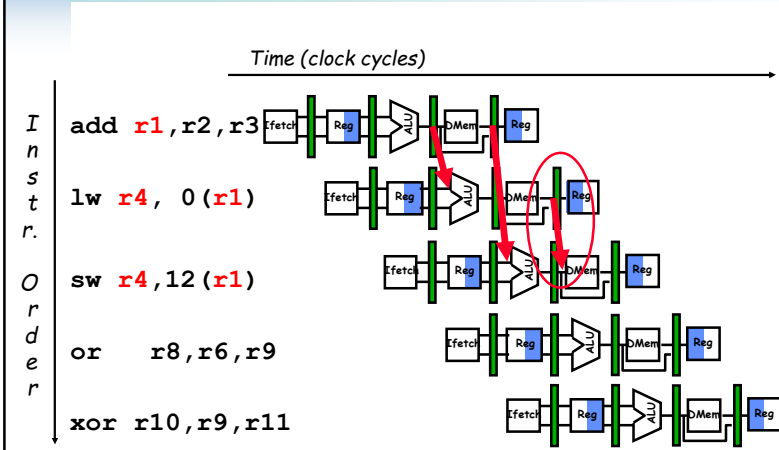 Time (clock cycles)
Instr. Order
add r1,r2,r3 Ifetch Reg ALU DMem Reg
lw r4, 0(r1) Ifetch Reg ALU DMem Reg
sw r4,12(r1) Ifetch Reg ALU DMem Reg
or r8,r6,r9 Ifetch Reg ALU DMem Reg
xor r10,r9,r11 Ifetch Reg ALU DMem Reg